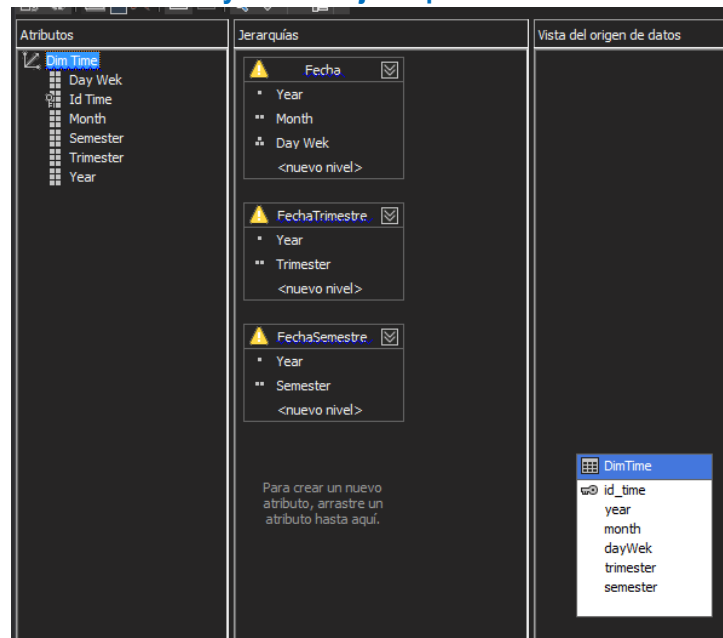 Atributos
Dim Time
Day Wek
Id Time
Month
Semester
Trimester
Year
Jerarquías
Fecha
Year
Month
Day Wek
<nuevo nivel>
FechaTrimestre
Year
Trimester
<nuevo nivel>
FechaSemestre
Year
Semester
<nuevo nivel>
Para crear un nuevo
atributo, arrastre un
atributo hasta aquí.
Vista del origen de datos
DimTime
id_time
year
month
dayWek
trimester
semester